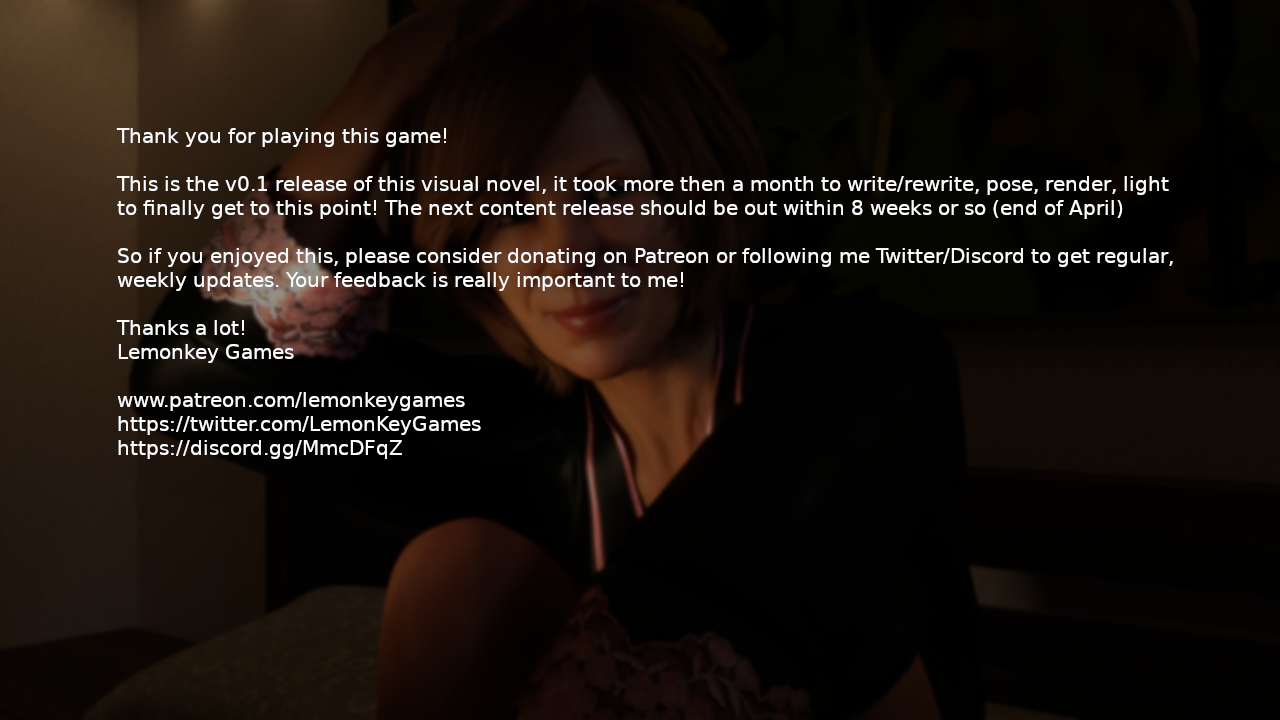 Thank you for playing this game!
This is the v0.1 release of this visual novel, it took more then a month to write/rewrite, pose, render, light
to finally get to this point! The next content release should be out within 8 weeks or so (end of April)
So if you enjoyed this, please consider donating on Patreon or following me Twitter/Discord to get regular,
weekly updates. Your feedback is really important to me!
Thanks a lot!
Lemonkey Games
www.patreon.com/lemonkeygames
https://twitter.com/LemonKeyGames
https://discord.gg/MmcDFqZ